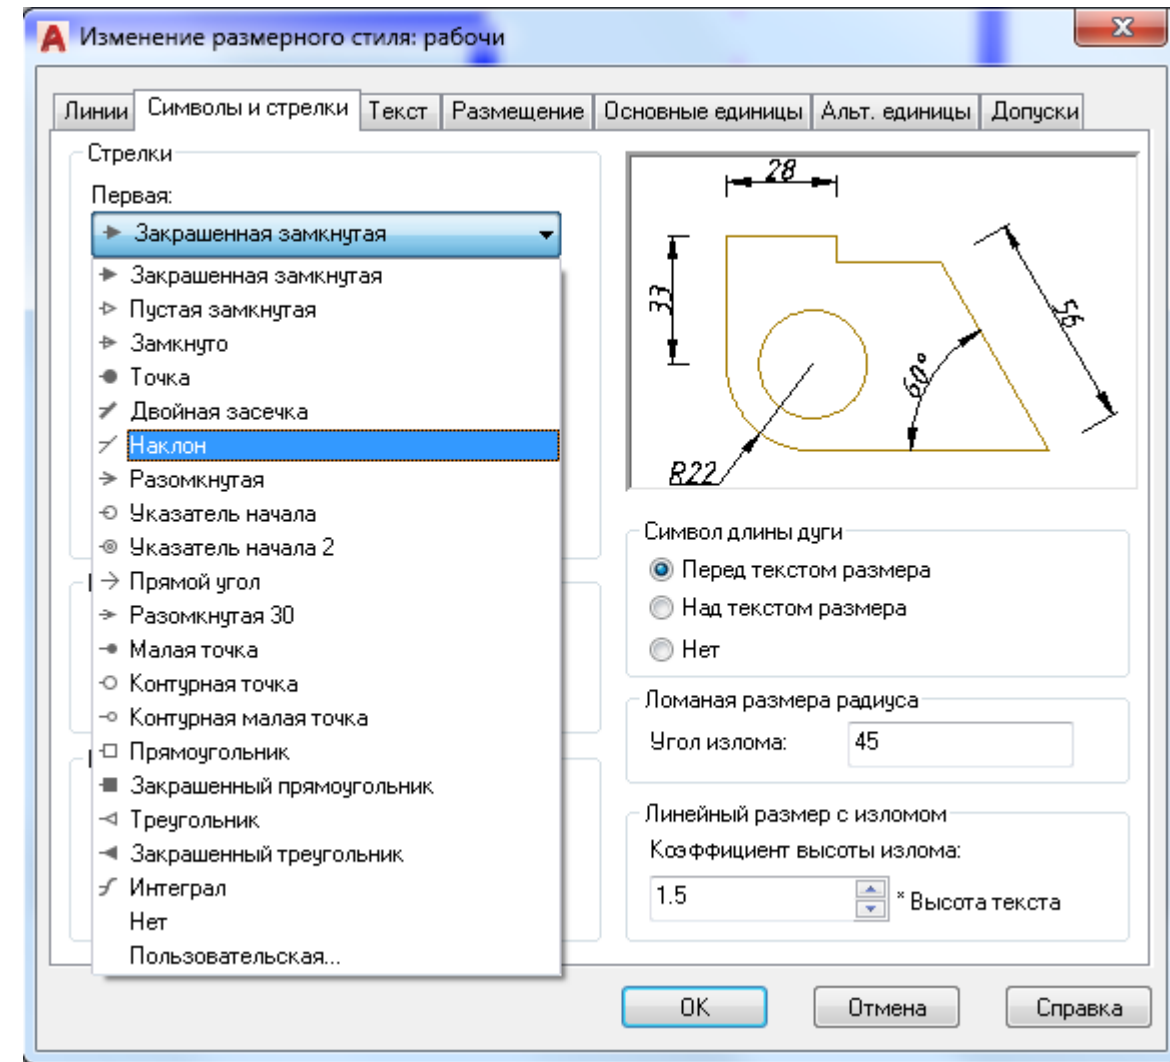 Изменение размерного стиля: рабочи
Линии Символы и стрелки Текст Размещение Основные единицы Альт. единицы Допуски
Стрелки
Первая:
Закрашенная замкнутая
Закрашенная замкнутая
Пустая замкнутая
Замкнуто
Точка
Двойная засечка
Наклон
Разомкнутая
Указатель начала
Указатель начала 2
Прямой угол
Разомкнутая 30
Малая точка
Контурная точка
Контурная малая точка
Прямоугольник
Закрашенный прямоугольник
Треугольник
Закрашенный треугольник
Интеграл
Нет
Пользовательская...
28
33
56
60°
R22
Символ длины дуги
Перед текстом размера
Над текстом размера
Нет
Ломаная размера радиуса
Угол излома: 45
Линейный размер с изломом
Коэффициент высоты излома:
1.5 * Высота текста
OK Отмена Справка